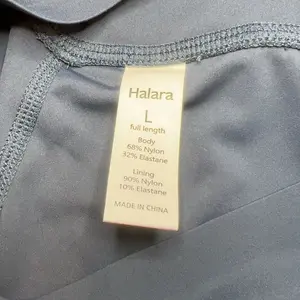 Halara
L
full length
Body
68% Nylon
32% Elastane
Lining
90% Nylon
10% Elastane
MADE IN CHINA